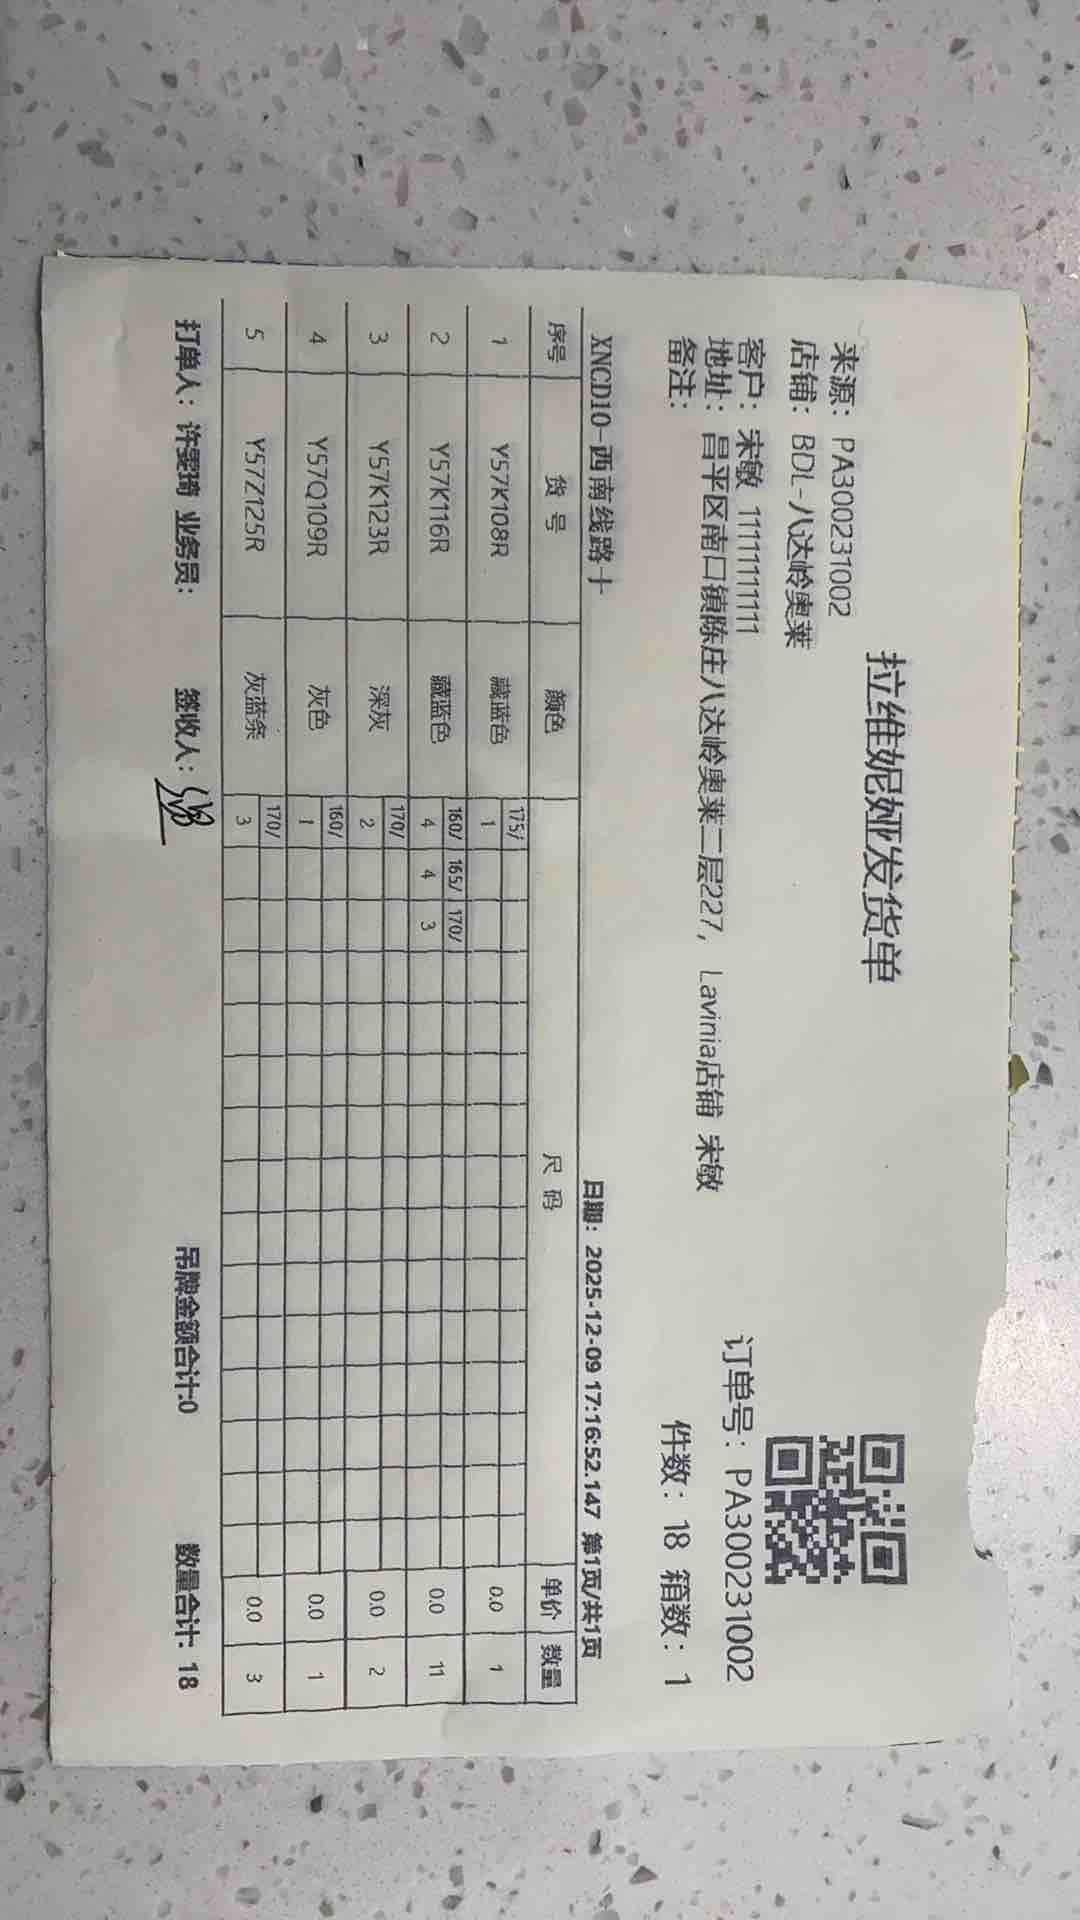 拉维妮娅发货单
来源：PA300231002
店铺：BDL-八达岭奥莱
客户：宋敏 11111111111
订单号：PA300231002
地址：昌平区南口镇陈庄八达岭奥莱二层227，Lavinia店铺 宋敏
备注：
件数：18 箱数：1
XNCD10-西南线路十
日期：2025-12-09 17:16:52.147 第1页/共1页
序号 货号 颜色 尺码 单价 数量
175/
1 Y57K108R 藏蓝色 1 0.0 1
160/ 165/ 170/
2 Y57K116R 藏蓝色 4 4 3 0.0 11
170/
3 Y57K123R 深灰 2 0.0 2
160/
4 Y57Q109R 灰色 1 0.0 1
170/
5 Y57Z125R 灰蓝条 3 0.0 3
打单人：许雯琦 业务员： 签收人： 吊牌金额合计:0 数量合计: 18